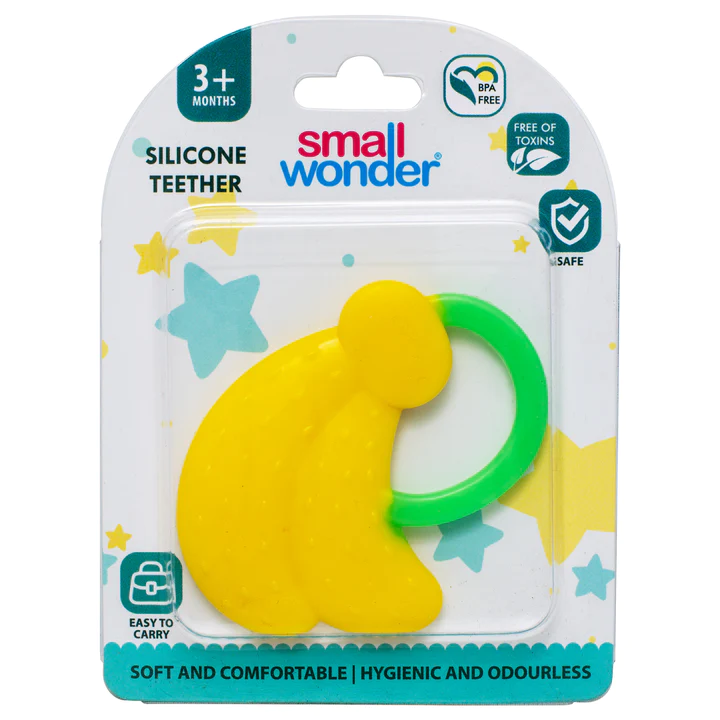 3+
MONTHS
BPA
FREE
FREE OF
TOXINS
SILICONE
TEETHER
small
wonder®
SAFE
EASY TO
CARRY
SOFT AND COMFORTABLE | HYGIENIC AND ODOURLESS